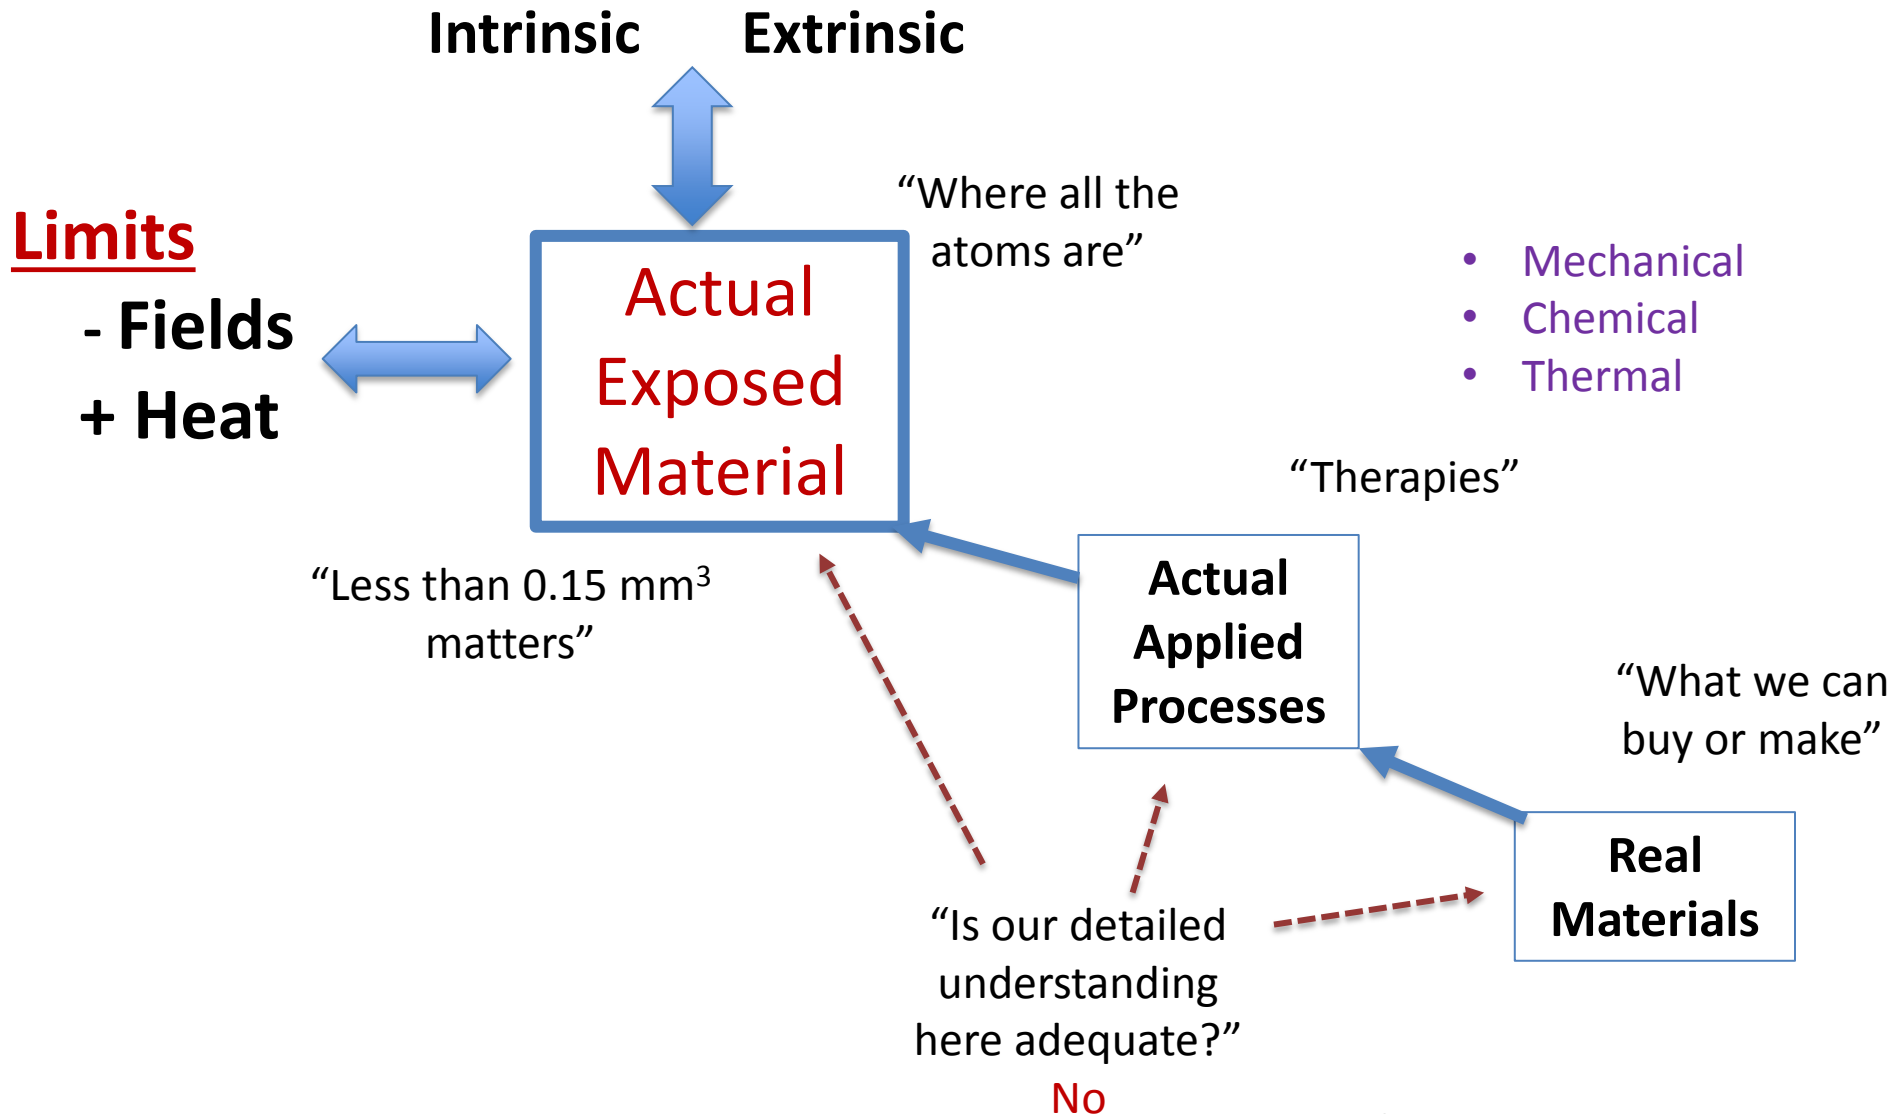 Intrinsic Extrinsic
Limits
- Fields
+ Heat
“Where all the
atoms are”
Actual
Exposed
Material
• Mechanical
• Chemical
• Thermal
“Therapies”
“Less than 0.15 mm³
matters”
Actual
Applied
Processes
“What we can
buy or make”
Real
Materials
“Is our detailed
understanding
here adequate?”
No